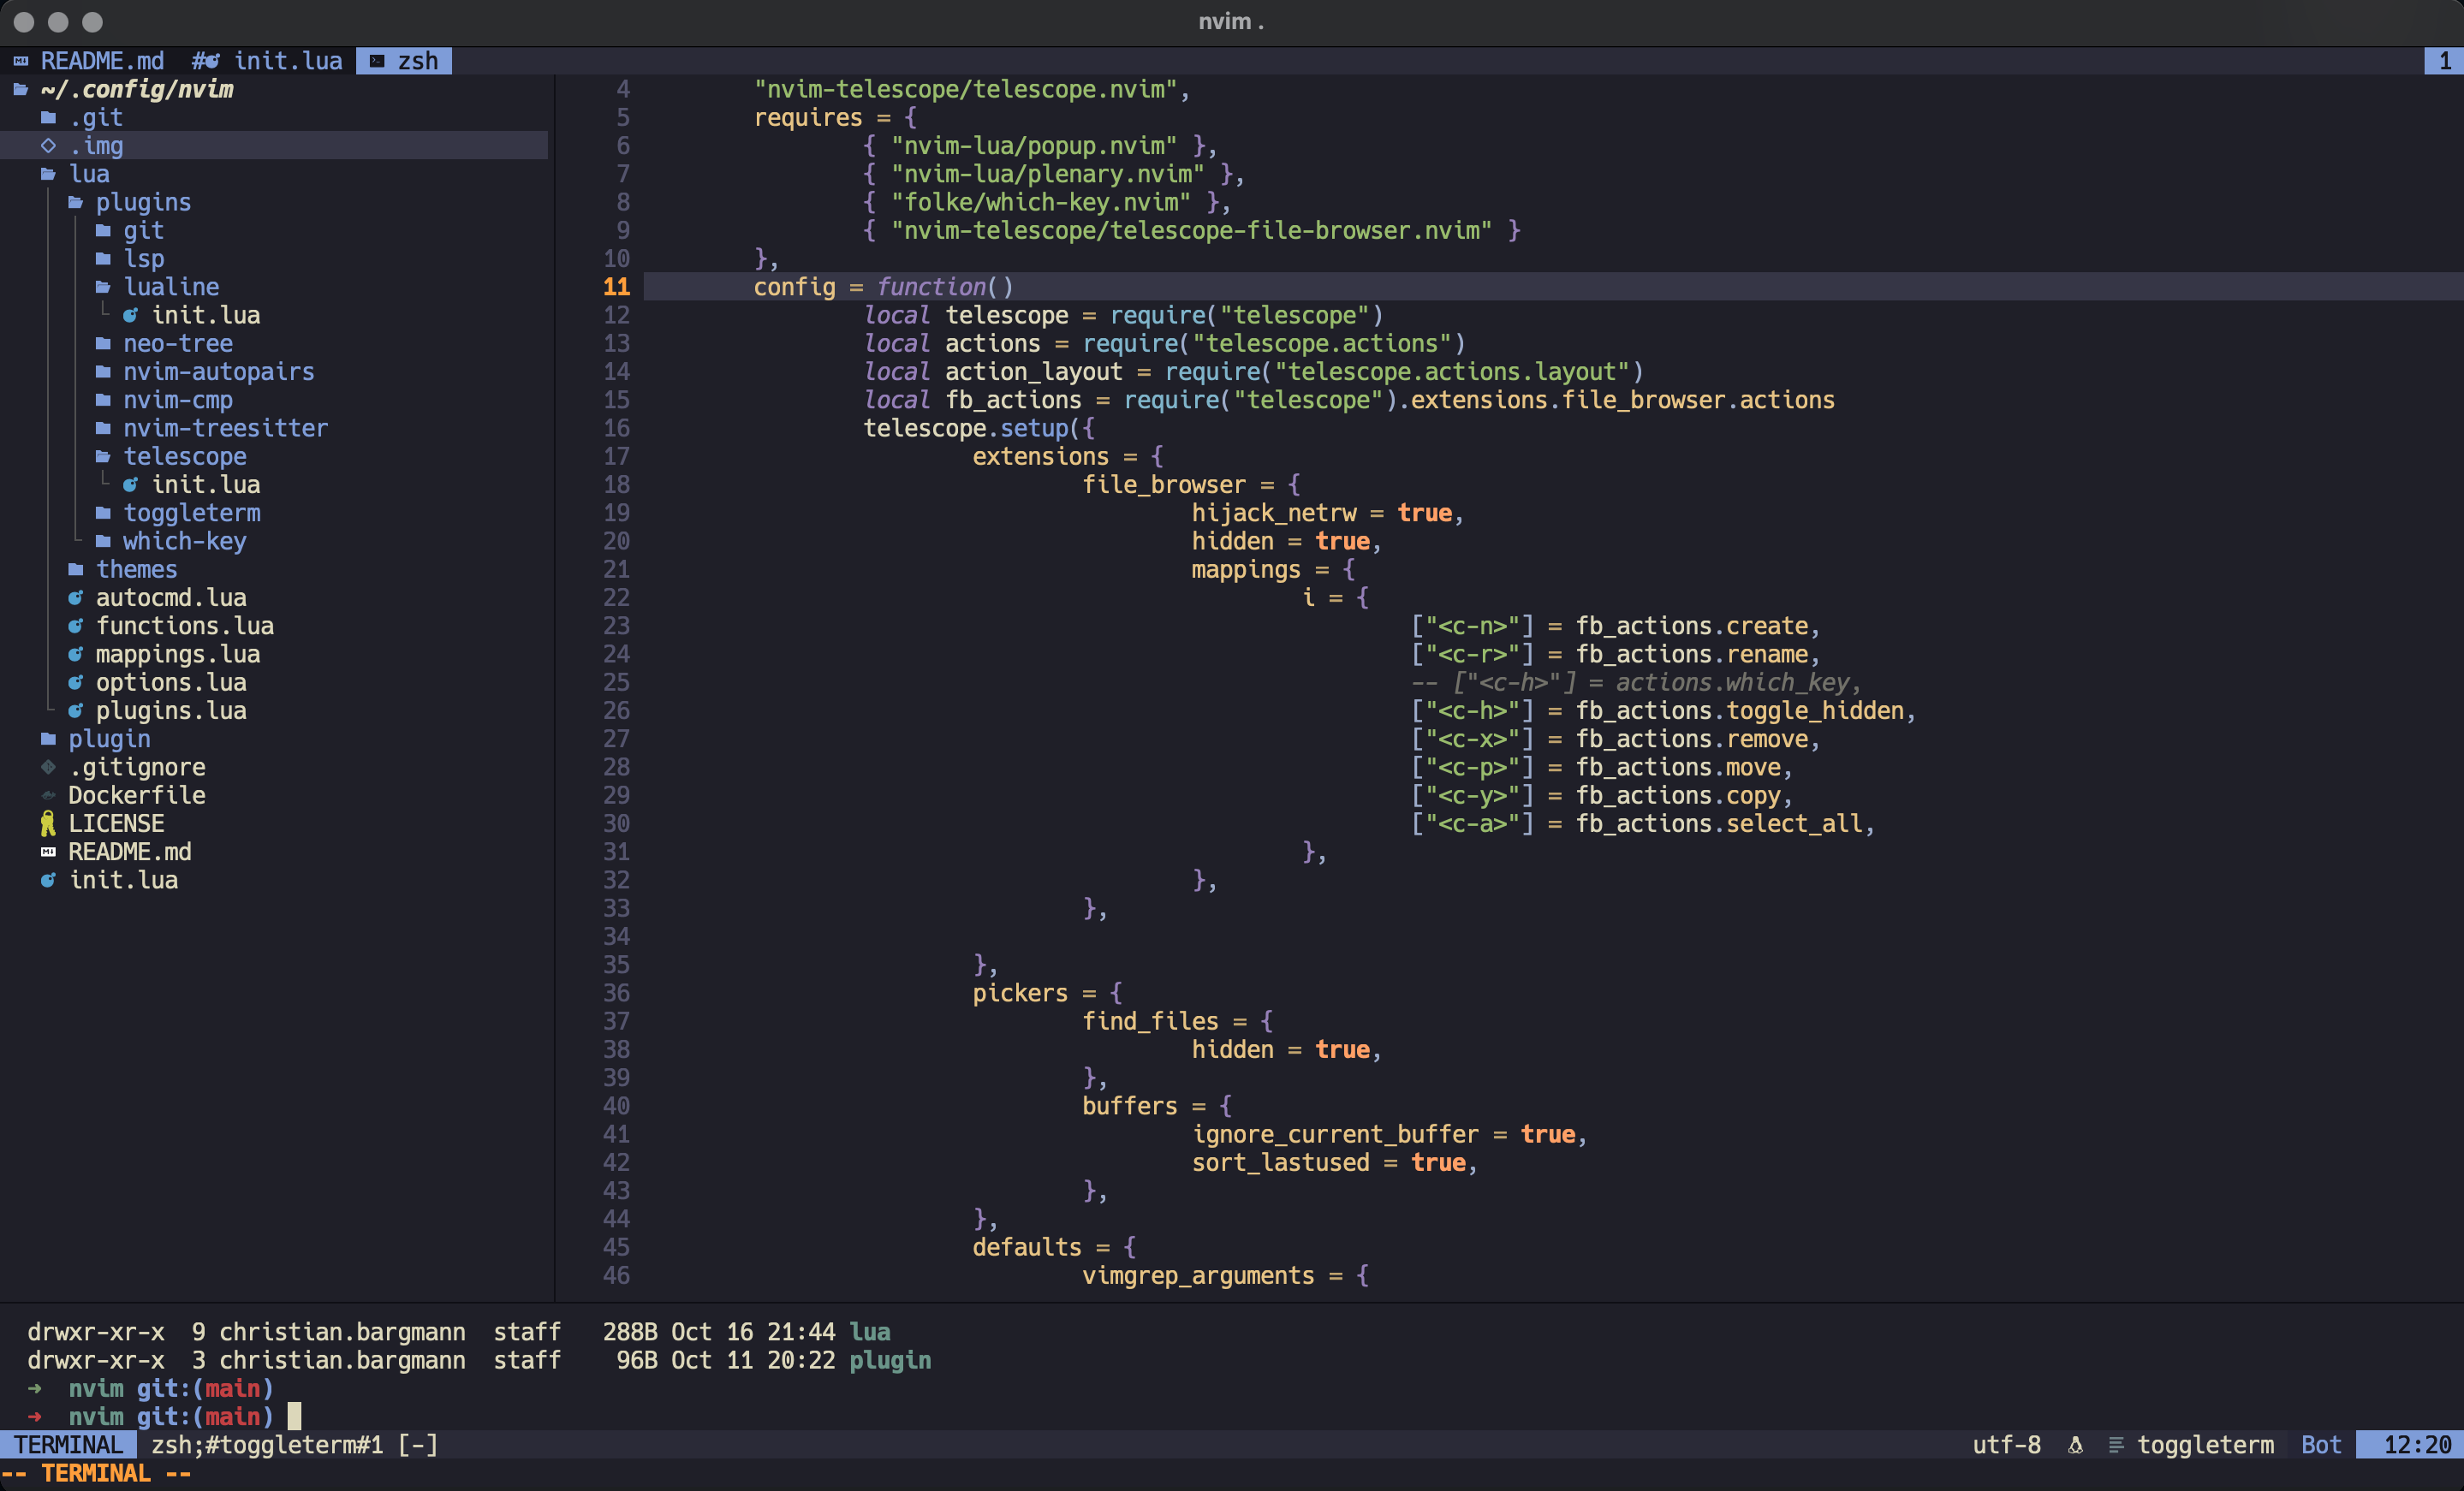 nvim .
README.md  # init.lua  zsh  1
~/.config/nvim
.git
.img
lua
plugins
git
lsp
lualine
init.lua
neo-tree
nvim-autopairs
nvim-cmp
nvim-treesitter
telescope
init.lua
toggleterm
which-key
themes
autocmd.lua
functions.lua
mappings.lua
options.lua
plugins.lua
plugin
.gitignore
Dockerfile
LICENSE
README.md
init.lua
4 "nvim-telescope/telescope.nvim",
5 requires = {
6 { "nvim-lua/popup.nvim" },
7 { "nvim-lua/plenary.nvim" },
8 { "folke/which-key.nvim" },
9 { "nvim-telescope/telescope-file-browser.nvim" }
10 },
11 config = function()
12 local telescope = require("telescope")
13 local actions = require("telescope.actions")
14 local action_layout = require("telescope.actions.layout")
15 local fb_actions = require("telescope").extensions.file_browser.actions
16 telescope.setup({
17 extensions = {
18 file_browser = {
19 hijack_netrw = true,
20 hidden = true,
21 mappings = {
22 i = {
23 ["<c-n>"] = fb_actions.create,
24 ["<c-r>"] = fb_actions.rename,
25 -- ["<c-h>"] = actions.which_key,
26 ["<c-h>"] = fb_actions.toggle_hidden,
27 ["<c-x>"] = fb_actions.remove,
28 ["<c-p>"] = fb_actions.move,
29 ["<c-y>"] = fb_actions.copy,
30 ["<c-a>"] = fb_actions.select_all,
31 },
32 },
33 },
34
35 },
36 pickers = {
37 find_files = {
38 hidden = true,
39 },
40 buffers = {
41 ignore_current_buffer = true,
42 sort_lastused = true,
43 },
44 },
45 defaults = {
46 vimgrep_arguments = {
drwxr-xr-x  9 christian.bargmann  staff   288B Oct 16 21:44 lua
drwxr-xr-x  3 christian.bargmann  staff    96B Oct 11 20:22 plugin
➜  nvim git:(main)
➜  nvim git:(main)
TERMINAL  zsh;#toggleterm#1 [-]  utf-8  toggleterm  Bot  12:20
-- TERMINAL --